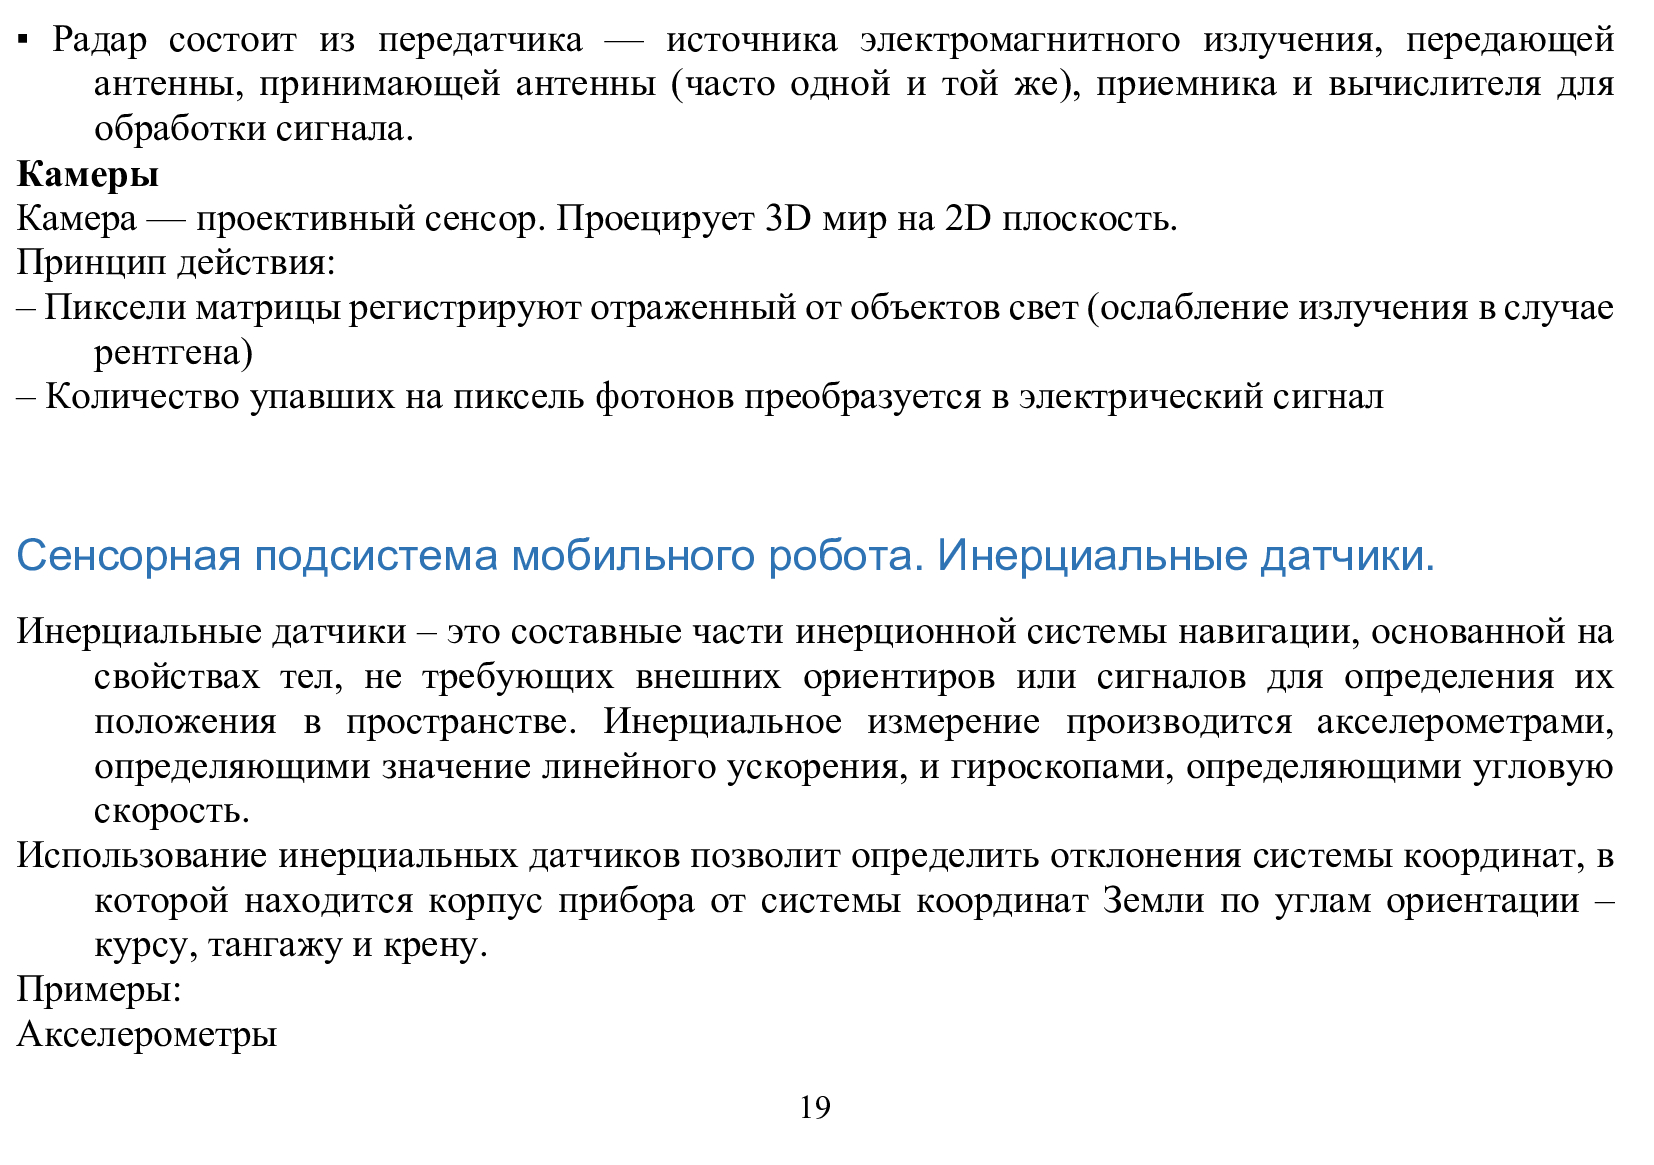 ▪ Радар состоит из передатчика — источника электромагнитного излучения, передающей
антенны, принимающей антенны (часто одной и той же), приемника и вычислителя для
обработки сигнала.
Камеры
Камера — проективный сенсор. Проецирует 3D мир на 2D плоскость.
Принцип действия:
– Пиксели матрицы регистрируют отраженный от объектов свет (ослабление излучения в случае
рентгена)
– Количество упавших на пиксель фотонов преобразуется в электрический сигнал
Сенсорная подсистема мобильного робота. Инерциальные датчики.
Инерциальные датчики – это составные части инерционной системы навигации, основанной на
свойствах тел, не требующих внешних ориентиров или сигналов для определения их
положения в пространстве. Инерциальное измерение производится акселерометрами,
определяющими значение линейного ускорения, и гироскопами, определяющими угловую
скорость.
Использование инерциальных датчиков позволит определить отклонения системы координат, в
которой находится корпус прибора от системы координат Земли по углам ориентации –
курсу, тангажу и крену.
Примеры:
Акселерометры
19